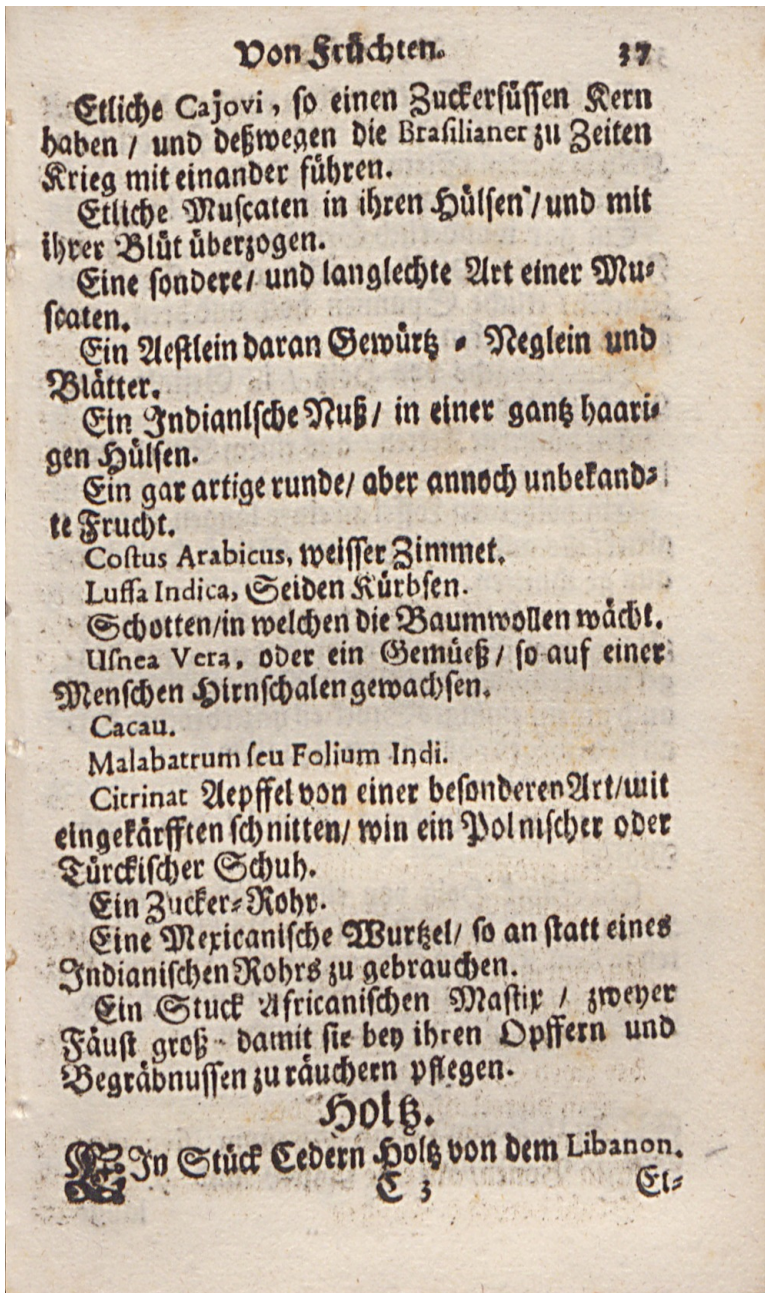 Von Früchten. 37
Etliche Cajovi, so einen Zuckersüssen Kern
haben / und deßwegen die Brasilianer zu Zeiten
Krieg mit einander führen.
Etliche Muscaten in ihren Hülsen / und mit
ihrer Blüt überzogen.
Eine sondere / und langlechte Art einer Mu-
scaten.
Ein Aestlein daran Gewürtz - Neglein und
Blätter.
Ein Indianische Nuß / in einer gantz haari-
gen Hülsen.
Ein gar artige runde / aber annoch unbekand-
te Frucht.
Costus Arabicus, weisser Zimmet.
Luffa Indica, Seiden Kürbsen.
Schotten / in welchen die Baumwollen wächt.
Usnea Vera, oder ein Gemüeß / so auf einer
Menschen Hirnschalen gewachsen.
Cacau.
Malabatrum seu Folium Indi.
Citrinat Aepffel von einer besonderen Art / mit
eingekärfften schnitten / win ein Polnischer oder
Türckischer Schuh.
Ein Zucker-Rohr.
Eine Mexicanische Wurtzel / so an statt eines
Indianischen Rohrs zu gebrauchen.
Ein Stuck Africanischen Mastix / zweyer
Fäust groß - damit sie bey ihren Opffern und
Begräbnussen zu räuchern pflegen.
Holtz.
EIn Stück Cedern Holtz von dem Libanon.
C 3 El-